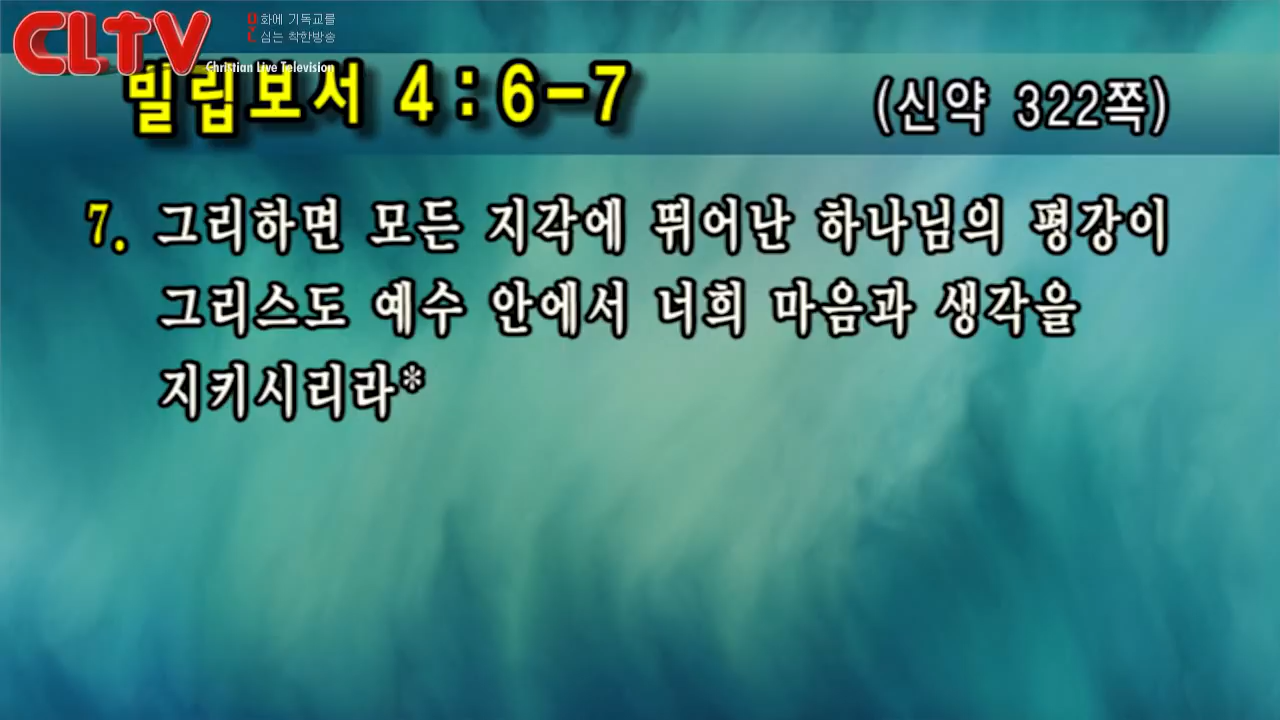 CLTV
문화에 기독교를
심는 착한방송
Christian Live Television
빌립보서 4:6-7
(신약 322쪽)
7. 그리하면 모든 지각에 뛰어난 하나님의 평강이
그리스도 예수 안에서 너희 마음과 생각을
지키시리라*